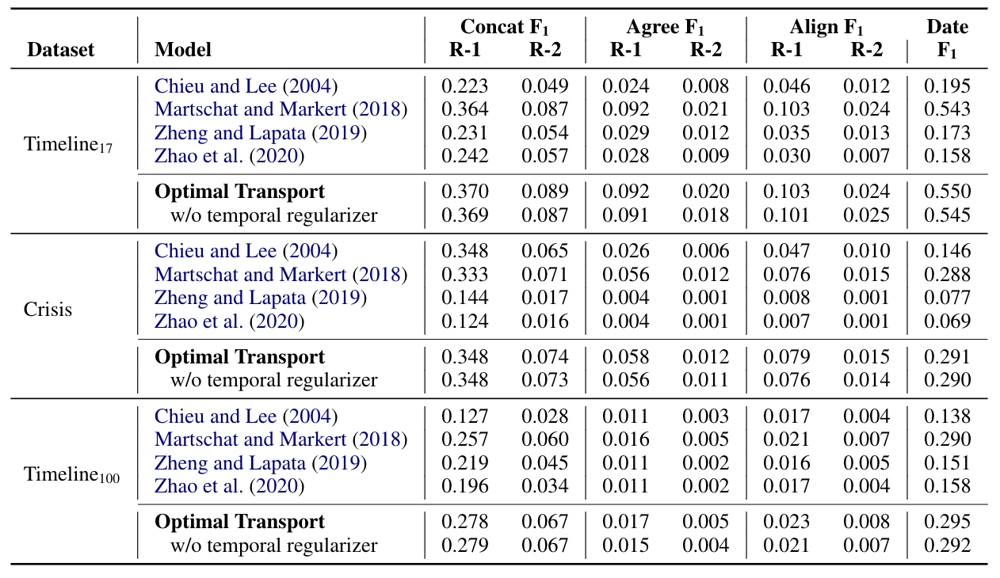 Concat F1 Agree F1 Align F1 Date
Dataset Model R-1 R-2 R-1 R-2 R-1 R-2 F1
Timeline17
Chieu and Lee (2004) 0.223 0.049 0.024 0.008 0.046 0.012 0.195
Martschat and Markert (2018) 0.364 0.087 0.092 0.021 0.103 0.024 0.543
Zheng and Lapata (2019) 0.231 0.054 0.029 0.012 0.035 0.013 0.173
Zhao et al. (2020) 0.242 0.057 0.028 0.009 0.030 0.007 0.158
Optimal Transport 0.370 0.089 0.092 0.020 0.103 0.024 0.550
w/o temporal regularizer 0.369 0.087 0.091 0.018 0.101 0.025 0.545
Crisis
Chieu and Lee (2004) 0.348 0.065 0.026 0.006 0.047 0.010 0.146
Martschat and Markert (2018) 0.333 0.071 0.056 0.012 0.076 0.015 0.288
Zheng and Lapata (2019) 0.144 0.017 0.004 0.001 0.008 0.001 0.077
Zhao et al. (2020) 0.124 0.016 0.004 0.001 0.007 0.001 0.069
Optimal Transport 0.348 0.074 0.058 0.012 0.079 0.015 0.291
w/o temporal regularizer 0.348 0.073 0.056 0.011 0.076 0.014 0.290
Timeline100
Chieu and Lee (2004) 0.127 0.028 0.011 0.003 0.017 0.004 0.138
Martschat and Markert (2018) 0.257 0.060 0.016 0.005 0.021 0.007 0.290
Zheng and Lapata (2019) 0.219 0.045 0.011 0.002 0.016 0.005 0.151
Zhao et al. (2020) 0.196 0.034 0.011 0.002 0.017 0.004 0.158
Optimal Transport 0.278 0.067 0.017 0.005 0.023 0.008 0.295
w/o temporal regularizer 0.279 0.067 0.015 0.004 0.021 0.007 0.292